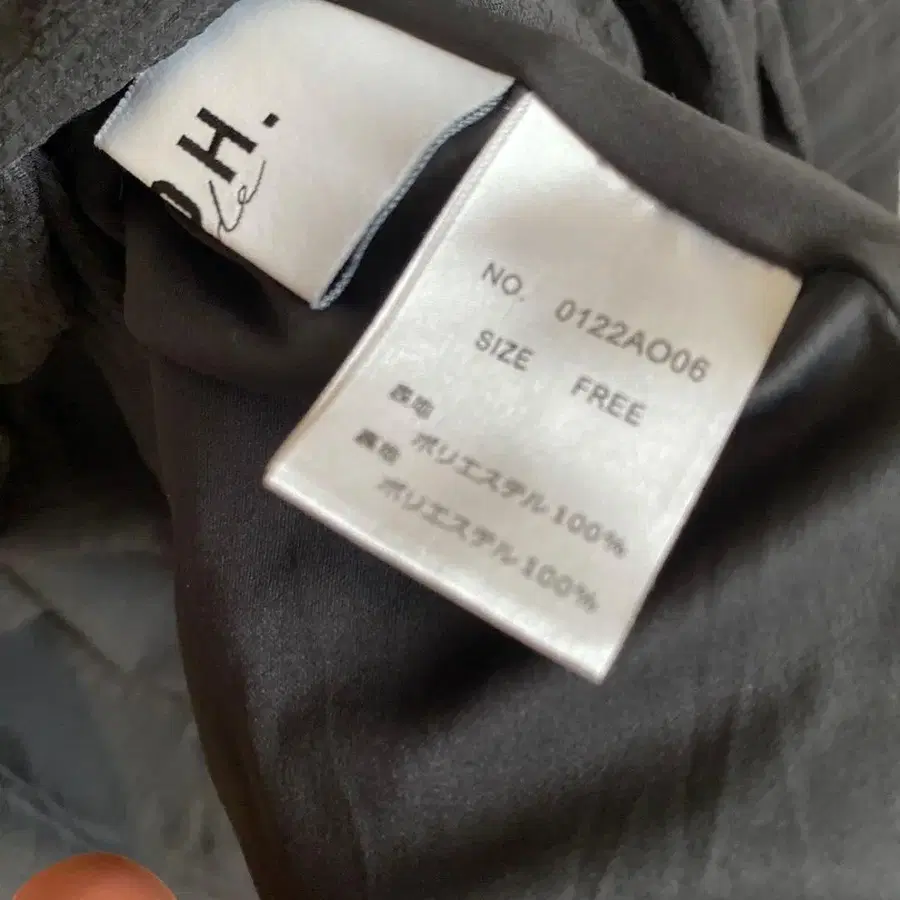 H.
de
NO. 0122AO06
SIZE FREE
表地
ポリエステル100%
裏地
ポリエステル100%